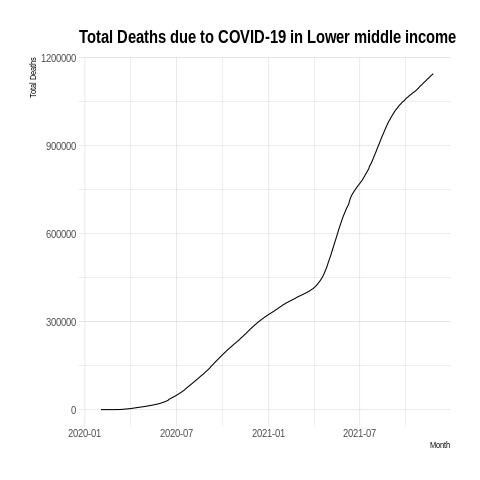 Total Deaths due to COVID-19 in Lower middle income
Total Deaths
1200000
900000
600000
300000
0
2020-01 2020-07 2021-01 2021-07
Month